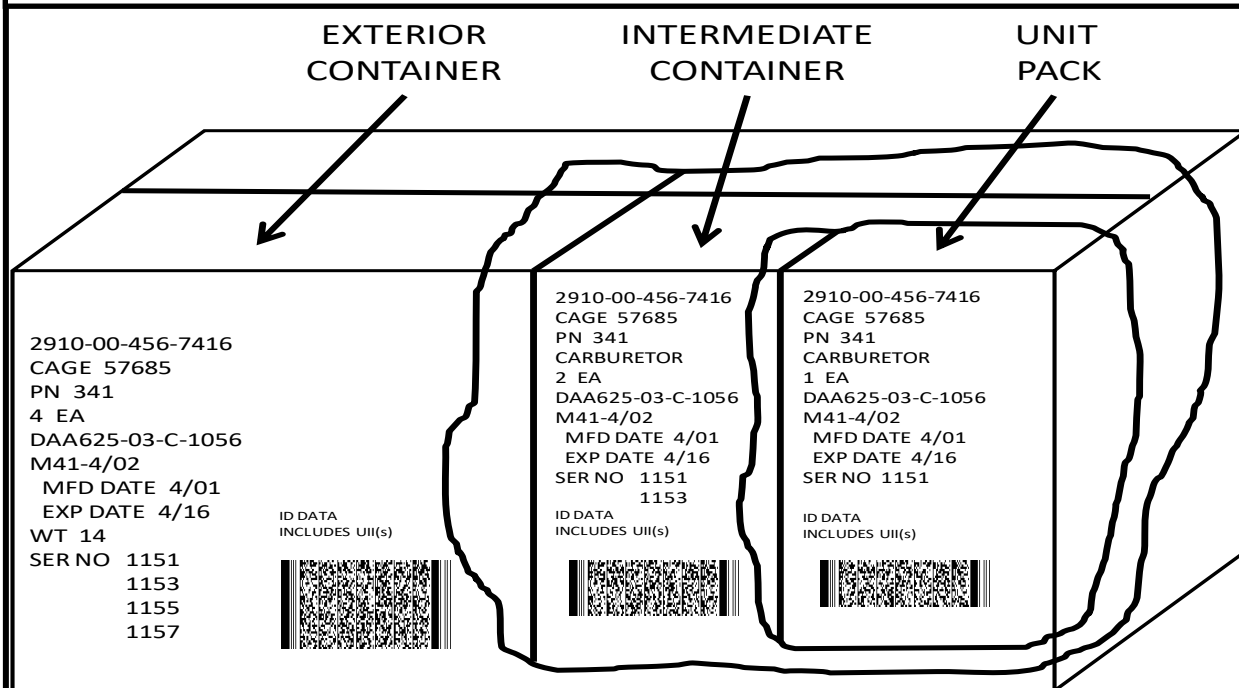 EXTERIOR
CONTAINER
INTERMEDIATE
CONTAINER
UNIT
PACK
2910-00-456-7416
CAGE 57685
PN 341
4 EA
DAA625-03-C-1056
M41-4/02
MFD DATE 4/01
EXP DATE 4/16
WT 14
SER NO 1151
1153
1155
1157
ID DATA
INCLUDES UII(s)
2910-00-456-7416
CAGE 57685
PN 341
CARBURETOR
2 EA
DAA625-03-C-1056
M41-4/02
MFD DATE 4/01
EXP DATE 4/16
SER NO 1151
1153
ID DATA
INCLUDES UII(s)
2910-00-456-7416
CAGE 57685
PN 341
CARBURETOR
1 EA
DAA625-03-C-1056
M41-4/02
MFD DATE 4/01
EXP DATE 4/16
SER NO 1151
ID DATA
INCLUDES UII(s)